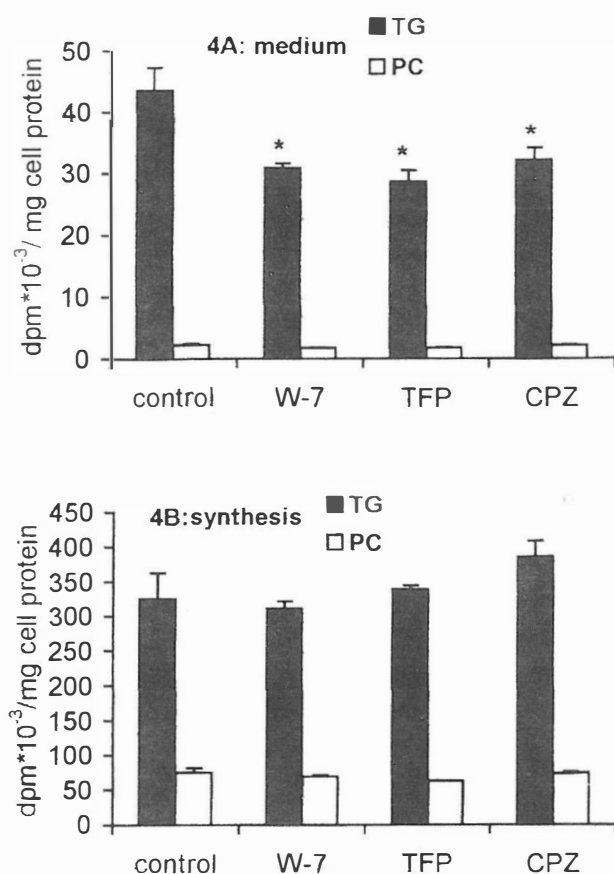 4A: medium
TG
PC
dpm*10⁻³/ mg cell protein
50
40
30
20
10
0
*
*
*
control W-7 TFP CPZ
4B:synthesis
TG
PC
dpm*10⁻³/mg cell protein
450
400
350
300
250
200
150
100
50
0
control W-7 TFP CPZ